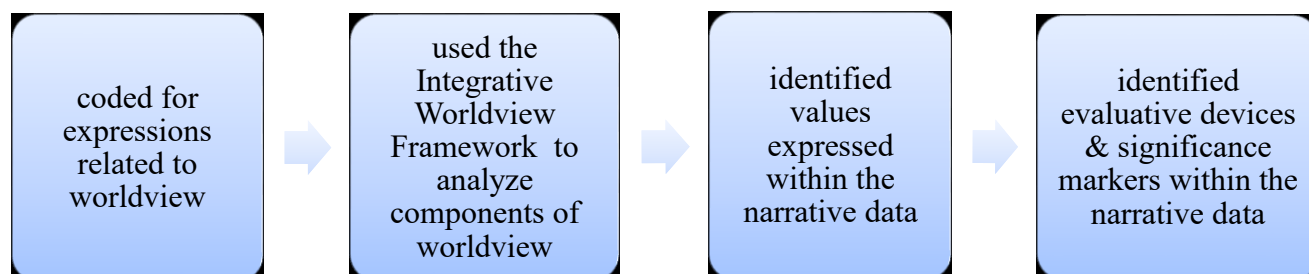 coded for
expressions
related to
worldview
used the
Integrative
Worldview
Framework to
analyze
components of
worldview
identified
values
expressed
within the
narrative data
identified
evaluative devices
& significance
markers within the
narrative data